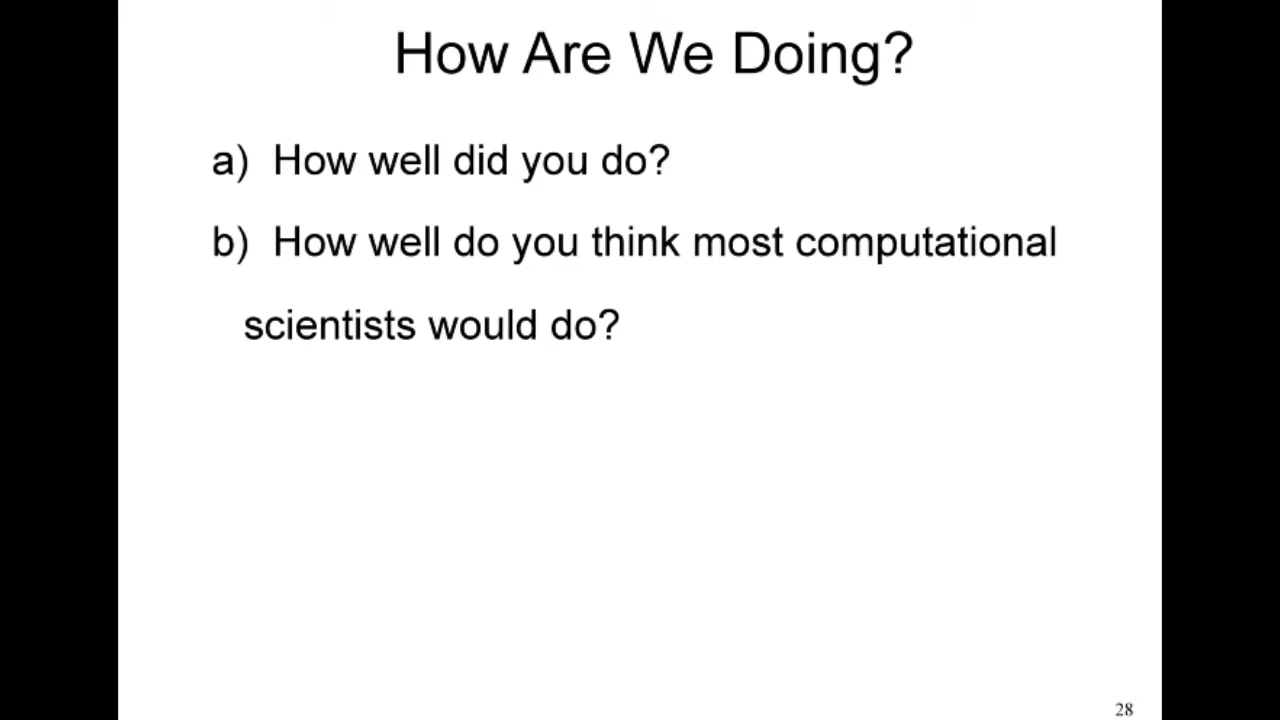 How Are We Doing?
a) How well did you do?
b) How well do you think most computational
scientists would do?
28